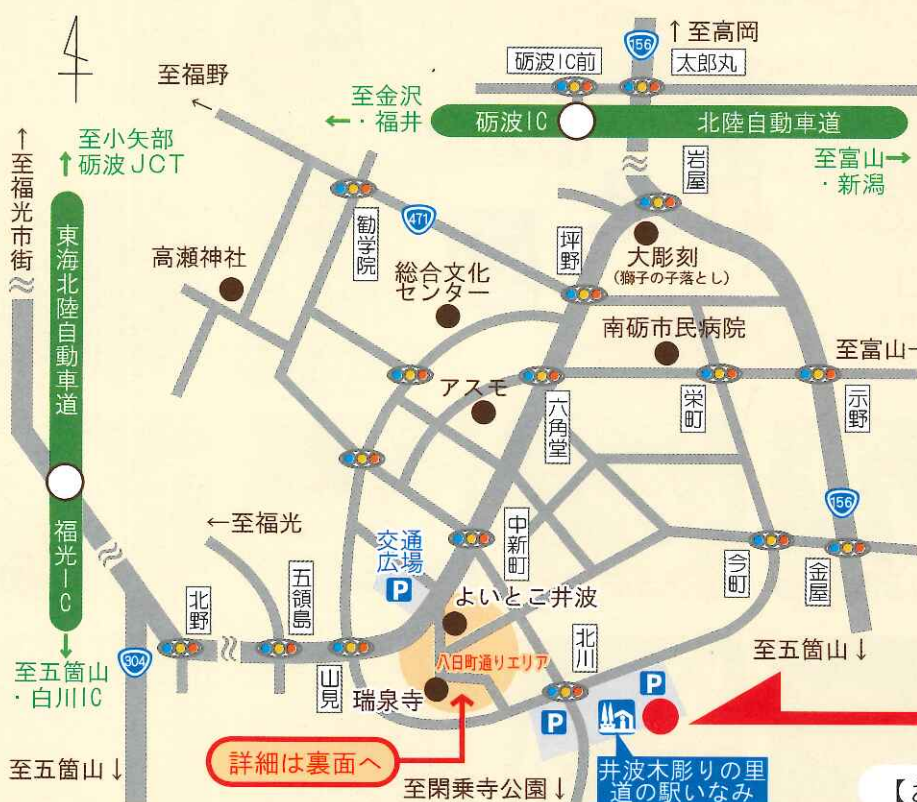 156
↑至高岡
砺波IC前
太郎丸
至福野
←
至金沢
←・福井
砺波IC
北陸自動車道
至富山→
・新潟
↑至福光市街
至小矢部
↑砺波JCT
東海北陸自動車道
福光IC
↓
至五箇山
・白川IC
岩屋
大彫刻
(獅子の子落とし)
471
勧学院
坪野
高瀬神社
総合文化
センター
南砺市民病院
至富山→
アスモ
六角堂
栄町
示野
156
←至福光
交通
広場
P
中新町
今町
金屋
よいとこ井波
北野
五領島
山見
北川
至五箇山↓
304
八日町通りエリア
瑞泉寺
P
P
詳細は裏面へ
井波木彫りの里
道の駅いなみ
至五箇山↓
至閑乗寺公園↓